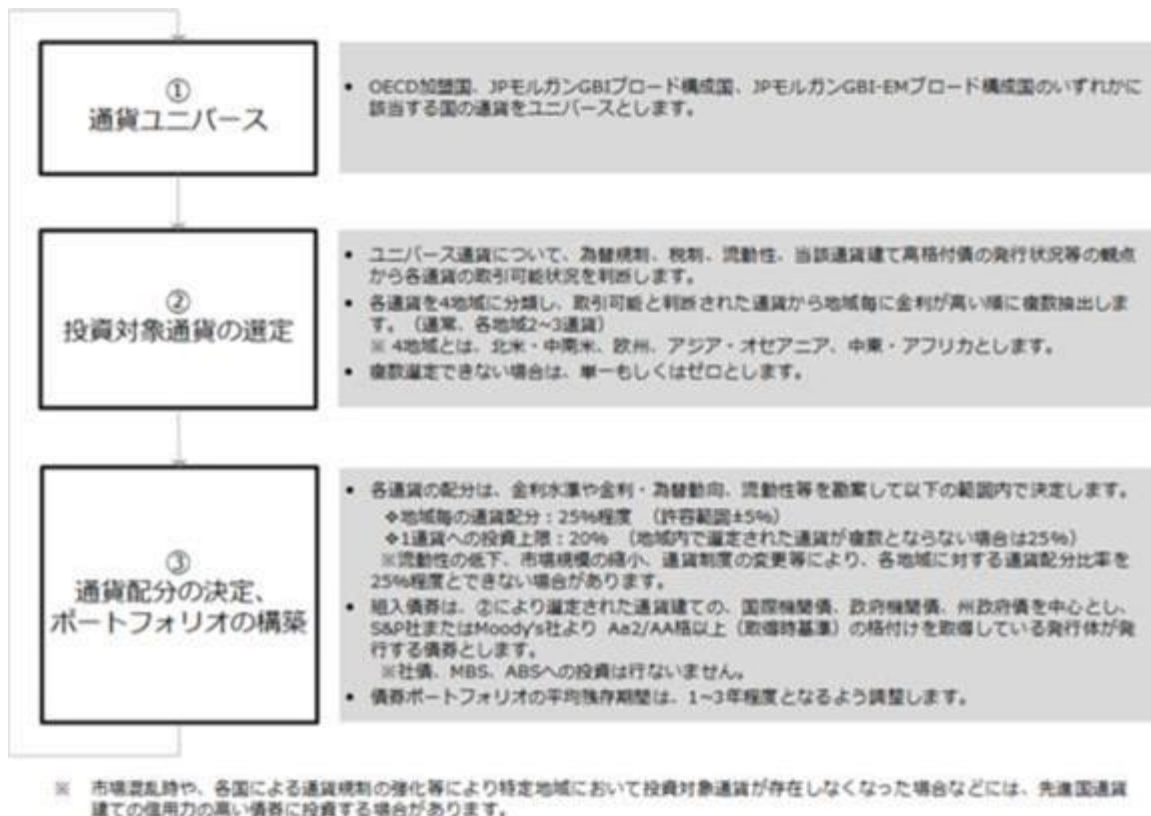 ①
通貨ユニバース
• OECD加盟国、JPモルガンGBIブロード構成国、JPモルガンGBI-EMブロード構成国のいずれかに
該当する国の通貨をユニバースとします。
②
投資対象通貨の選定
• ユニバース通貨について、為替規制、税制、流動性、当該通貨建て高格付債の発行状況等の観点
から各通貨の取引可能状況を判断します。
• 各通貨を4地域に分類し、取引可能と判断された通貨から地域毎に金利が高い順に複数抽出しま
す。（通常、各地域2~3通貨）
※ 4地域とは、北米・中南米、欧州、アジア・オセアニア、中東・アフリカとします。
• 複数選定できない場合は、単一もしくはゼロとします。
③
通貨配分の決定、
ポートフォリオの構築
• 各通貨の配分は、金利水準や金利・為替動向、流動性等を勘案して以下の範囲内で決定します。
❖地域毎の通貨配分：25%程度 （許容範囲±5%）
❖1通貨への投資上限：20% （地域内で選定された通貨が複数とならない場合は25%）
※流動性の低下、市場規模の縮小、通貨制度の変更等により、各地域に対する通貨配分比率を
25%程度とできない場合があります。
• 組入債券は、②により選定された通貨建ての、国際機関債、政府機関債、州政府債を中心とし、
S&P社またはMoody's社より Aa2/AA格以上（取得時基準）の格付けを取得している発行体が発
行する債券とします。
※社債、MBS、ABSへの投資は行ないません。
• 債券ポートフォリオの平均残存期間は、1~3年程度となるよう調整します。
※ 市場混乱時や、各国による通貨規制の強化等により特定地域において投資対象通貨が存在しなくなった場合などには、先進国通貨
建ての信用力の高い債券に投資する場合があります。